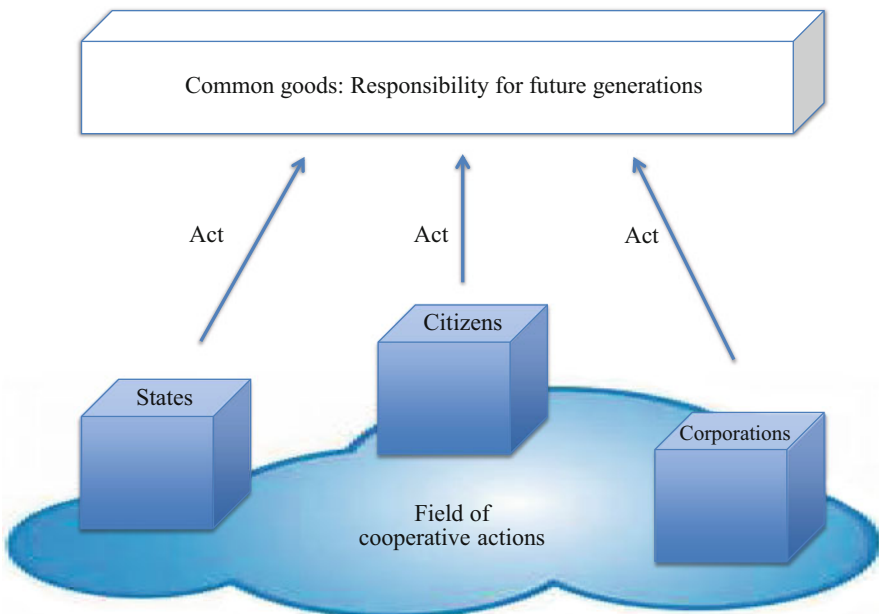 Common goods: Responsibility for future generations
Act
Act
Act
Citizens
States
Corporations
Field of
cooperative actions